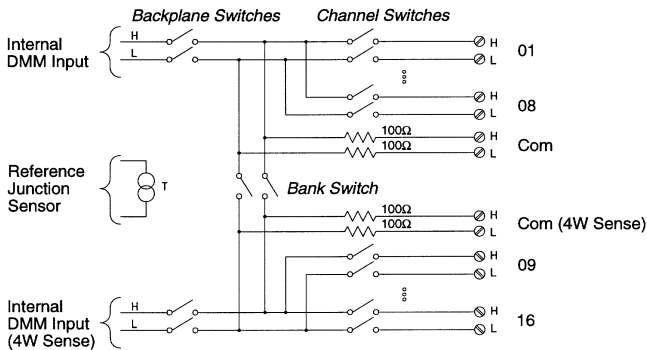 Backplane Switches
Channel Switches
Internal
DMM Input
H
L
H
L
01
H
L
08
100Ω
100Ω
H
L
Com
Reference
Junction
Sensor
T
Bank Switch
100Ω
100Ω
H
L
Com (4W Sense)
H
L
09
Internal
DMM Input
(4W Sense)
H
L
H
L
16